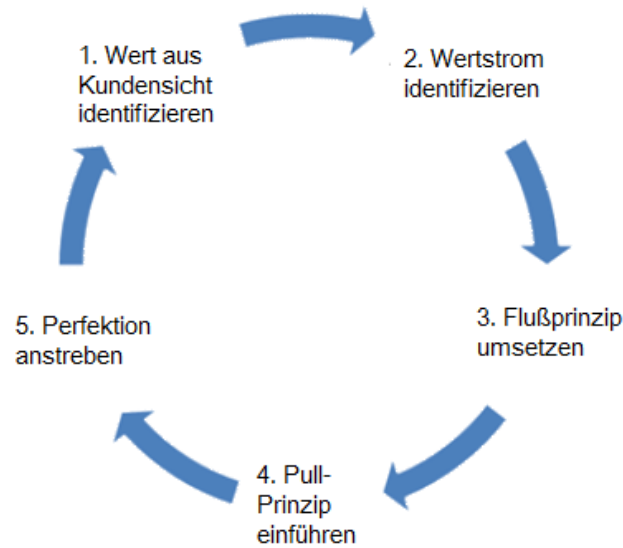 1. Wert aus
Kundensicht
identifizieren
2. Wertstrom
identifizieren
3. Flußprinzip
umsetzen
4. Pull-
Prinzip
einführen
5. Perfektion
anstreben